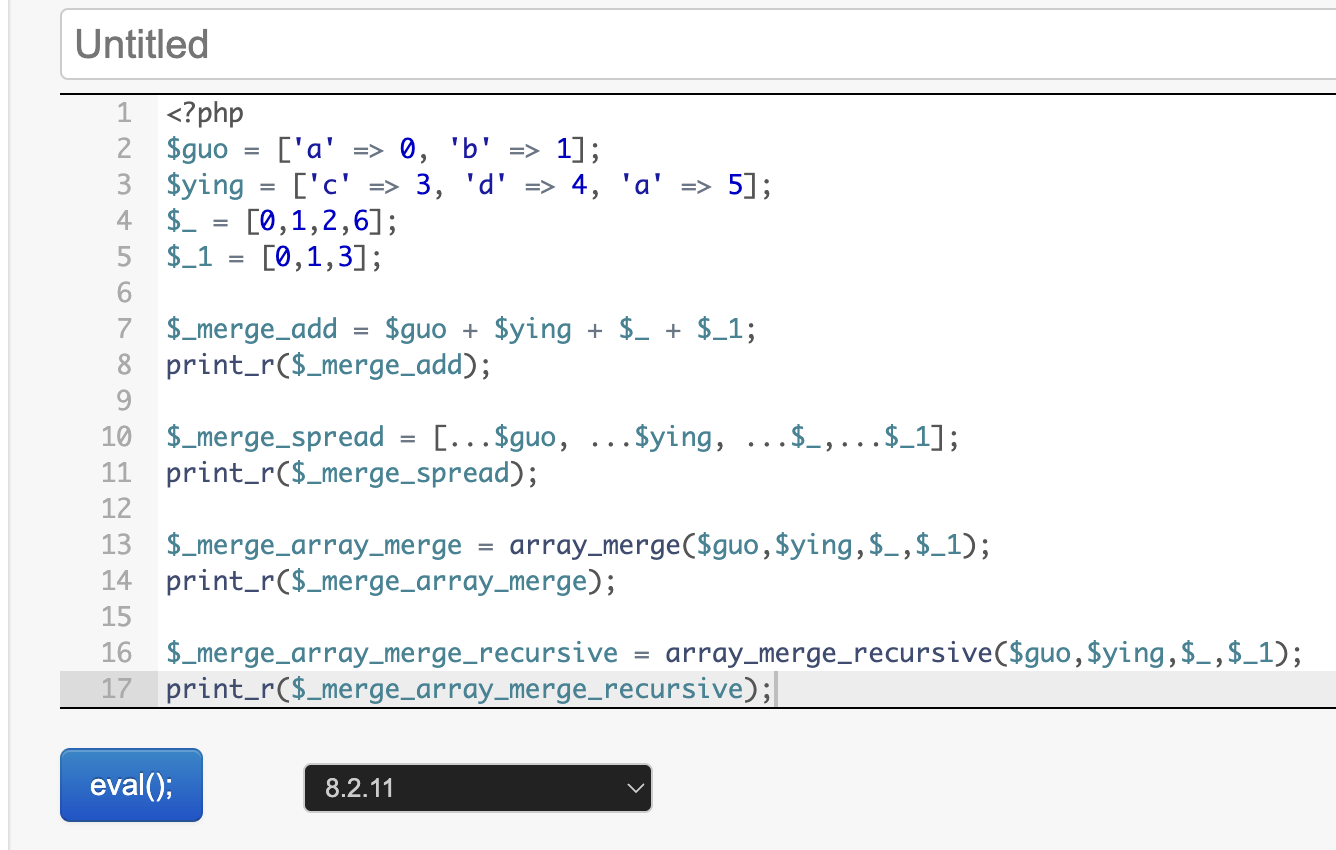 Untitled
1 <?php
2 $guo = ['a' => 0, 'b' => 1];
3 $ying = ['c' => 3, 'd' => 4, 'a' => 5];
4 $_ = [0,1,2,6];
5 $_1 = [0,1,3];
6
7 $_merge_add = $guo + $ying + $_ + $_1;
8 print_r($_merge_add);
9
10 $_merge_spread = [...$guo, ...$ying, ...$_,...$_1];
11 print_r($_merge_spread);
12
13 $_merge_array_merge = array_merge($guo,$ying,$_,$_1);
14 print_r($_merge_array_merge);
15
16 $_merge_array_merge_recursive = array_merge_recursive($guo,$ying,$_,$_1);
17 print_r($_merge_array_merge_recursive);
eval();
8.2.11